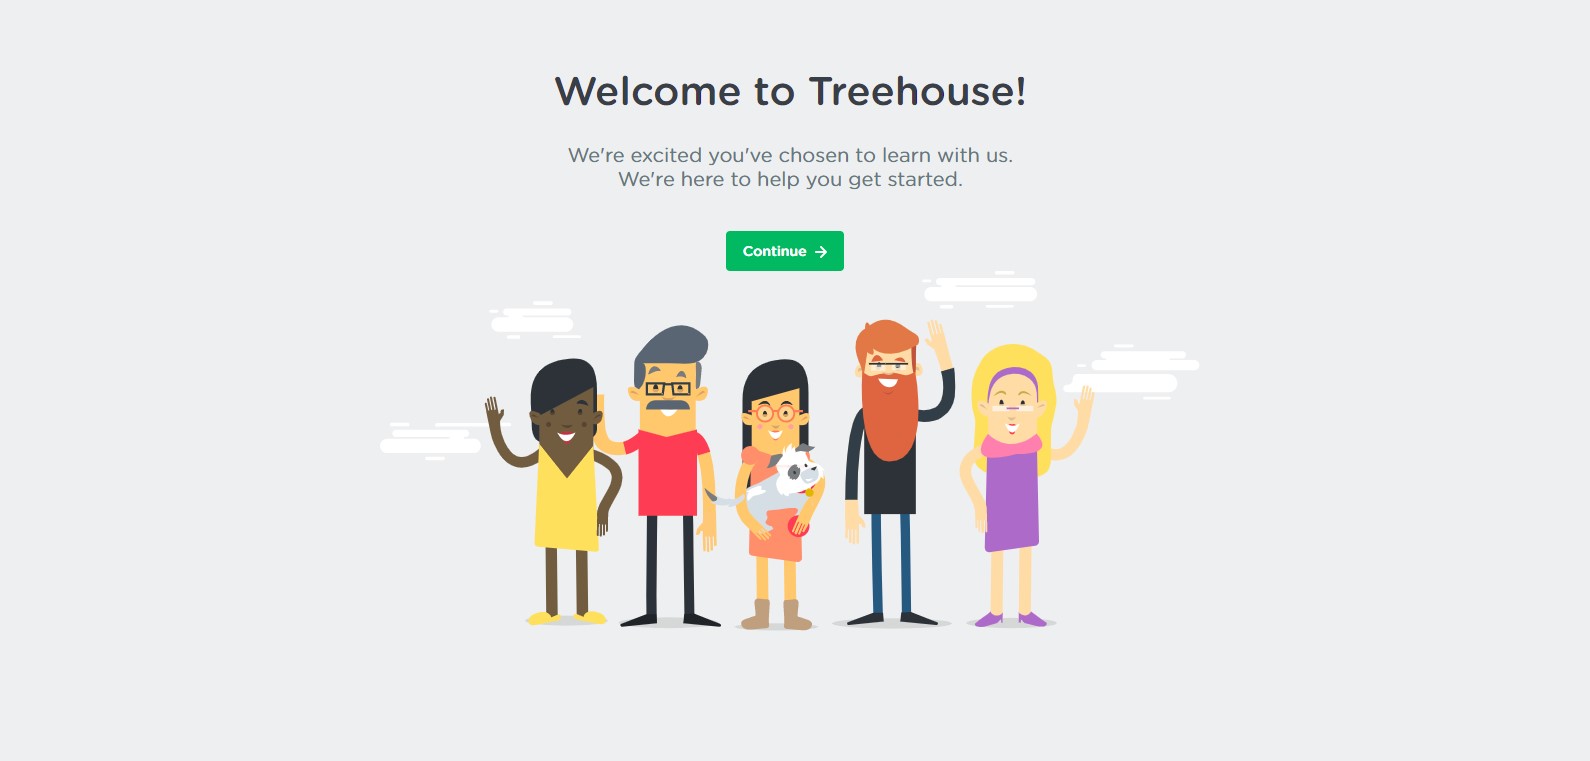 Welcome to Treehouse!
We're excited you've chosen to learn with us.
We're here to help you get started.
Continue →